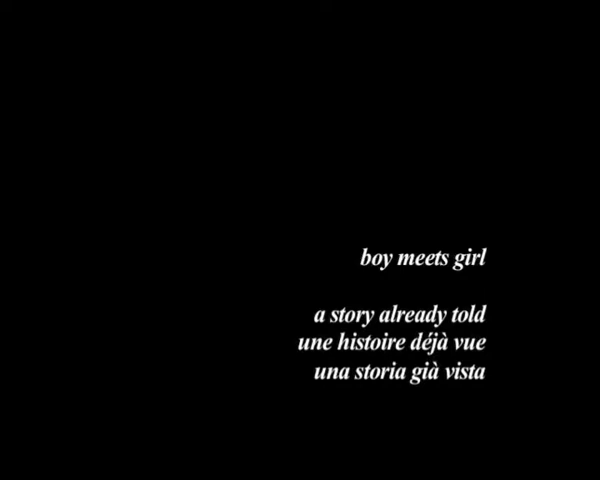 boy meets girl
a story already told
une histoire déjà vue
una storia già vista